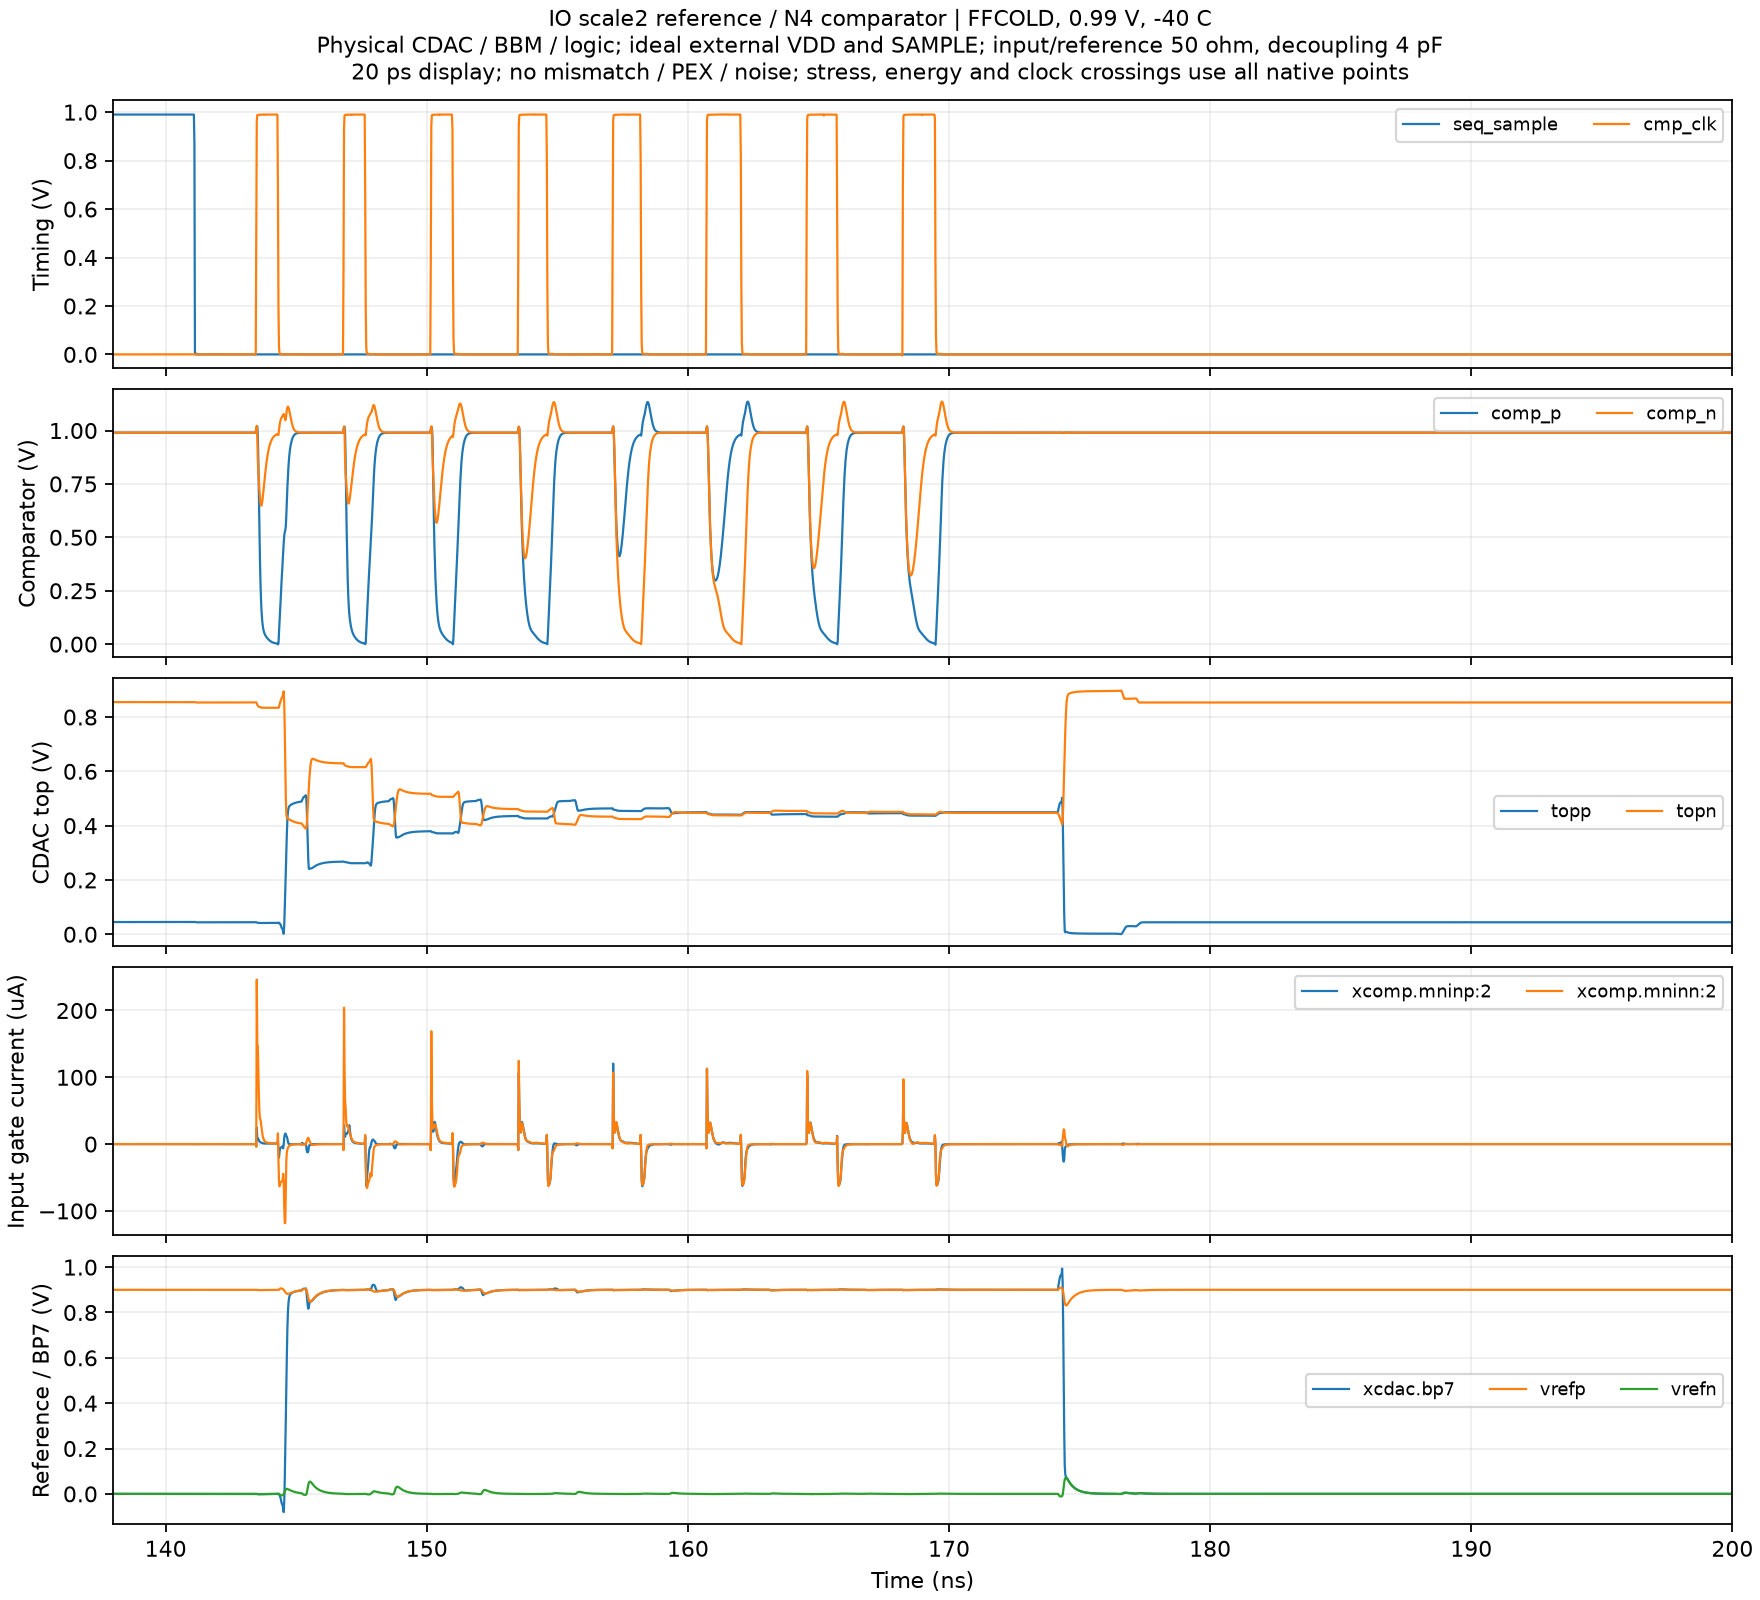 IO scale2 reference / N4 comparator | FFCOLD, 0.99 V, -40 C
Physical CDAC / BBM / logic; ideal external VDD and SAMPLE; input/reference 50 ohm, decoupling 4 pF
20 ps display; no mismatch / PEX / noise; stress, energy and clock crossings use all native points
Timing (V)
1.0
0.8
0.6
0.4
0.2
0.0
seq_sample
cmp_clk
Comparator (V)
1.00
0.75
0.50
0.25
0.00
comp_p
comp_n
CDAC top (V)
0.8
0.6
0.4
0.2
0.0
topp
topn
Input gate current (uA)
200
100
0
−100
xcomp.mninp:2
xcomp.mninn:2
Reference / BP7 (V)
1.0
0.8
0.6
0.4
0.2
0.0
xcdac.bp7
vrefp
vrefn
140
150
160
170
180
190
200
Time (ns)